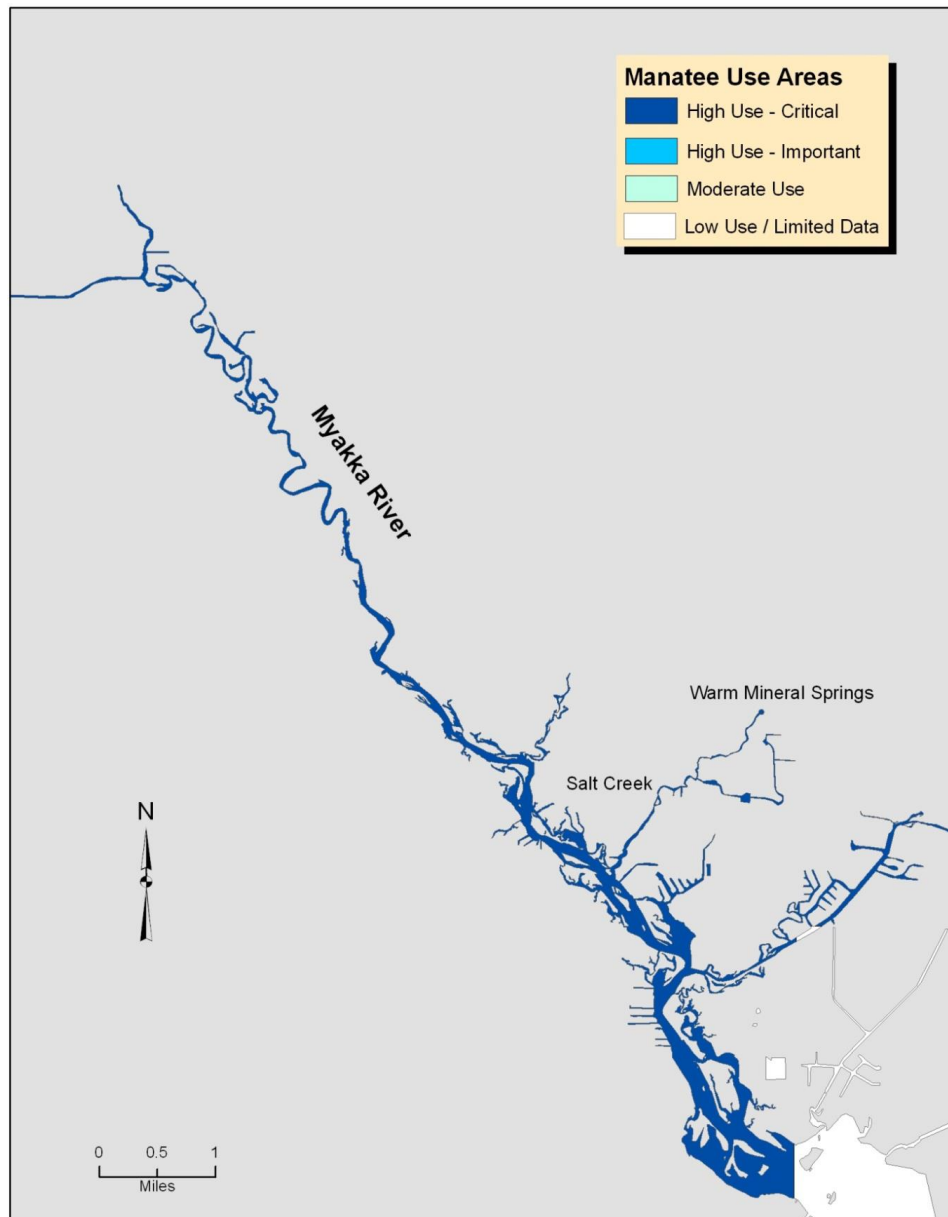 Manatee Use Areas
High Use - Critical
High Use - Important
Moderate Use
Low Use / Limited Data
Myakka River
Warm Mineral Springs
Salt Creek
N
0 0.5 1
Miles